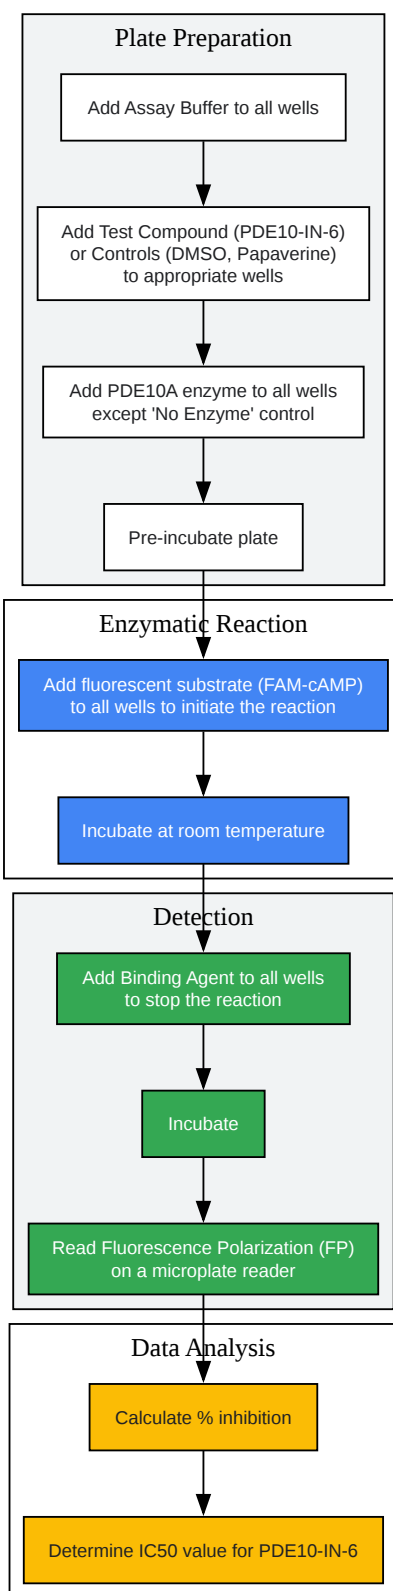 Plate Preparation
Add Assay Buffer to all wells
Add Test Compound (PDE10-IN-6)
or Controls (DMSO, Papaverine)
to appropriate wells
Add PDE10A enzyme to all wells
except 'No Enzyme' control
Pre-incubate plate
Enzymatic Reaction
Add fluorescent substrate (FAM-cAMP)
to all wells to initiate the reaction
Incubate at room temperature
Detection
Add Binding Agent to all wells
to stop the reaction
Incubate
Read Fluorescence Polarization (FP)
on a microplate reader
Data Analysis
Calculate % inhibition
Determine IC50 value for PDE10-IN-6